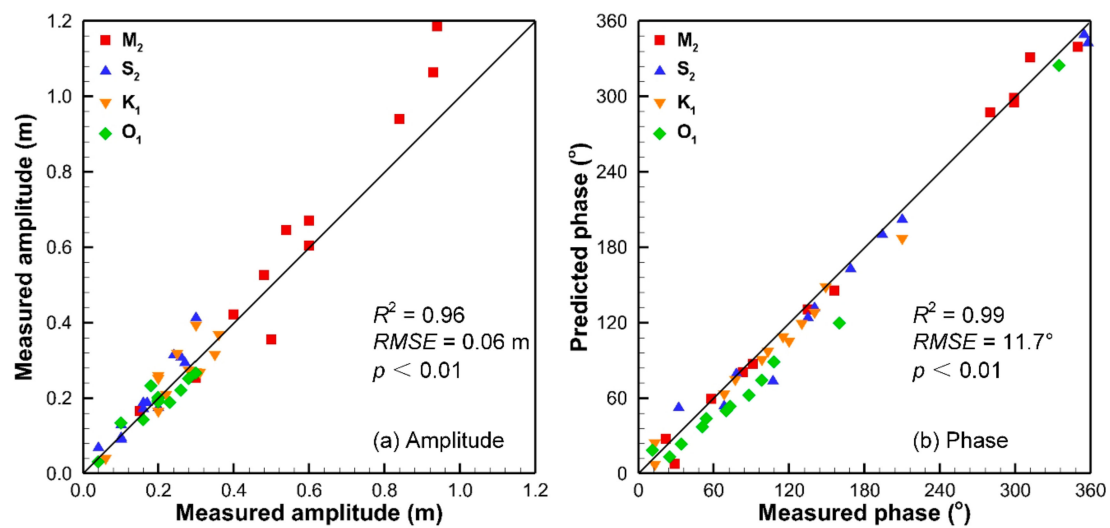 Measured amplitude (m)
1.2
1.0
0.8
0.6
0.4
0.2
0.0
M₂
S₂
K₁
O₁
R² = 0.96
RMSE = 0.06 m
p < 0.01
(a) Amplitude
0.0 0.2 0.4 0.6 0.8 1.0 1.2
Measured amplitude (m)
Predicted phase (°)
360
300
240
180
120
60
0
M₂
S₂
K₁
O₁
R² = 0.99
RMSE = 11.7°
p < 0.01
(b) Phase
0 60 120 180 240 300 360
Measured phase (°)